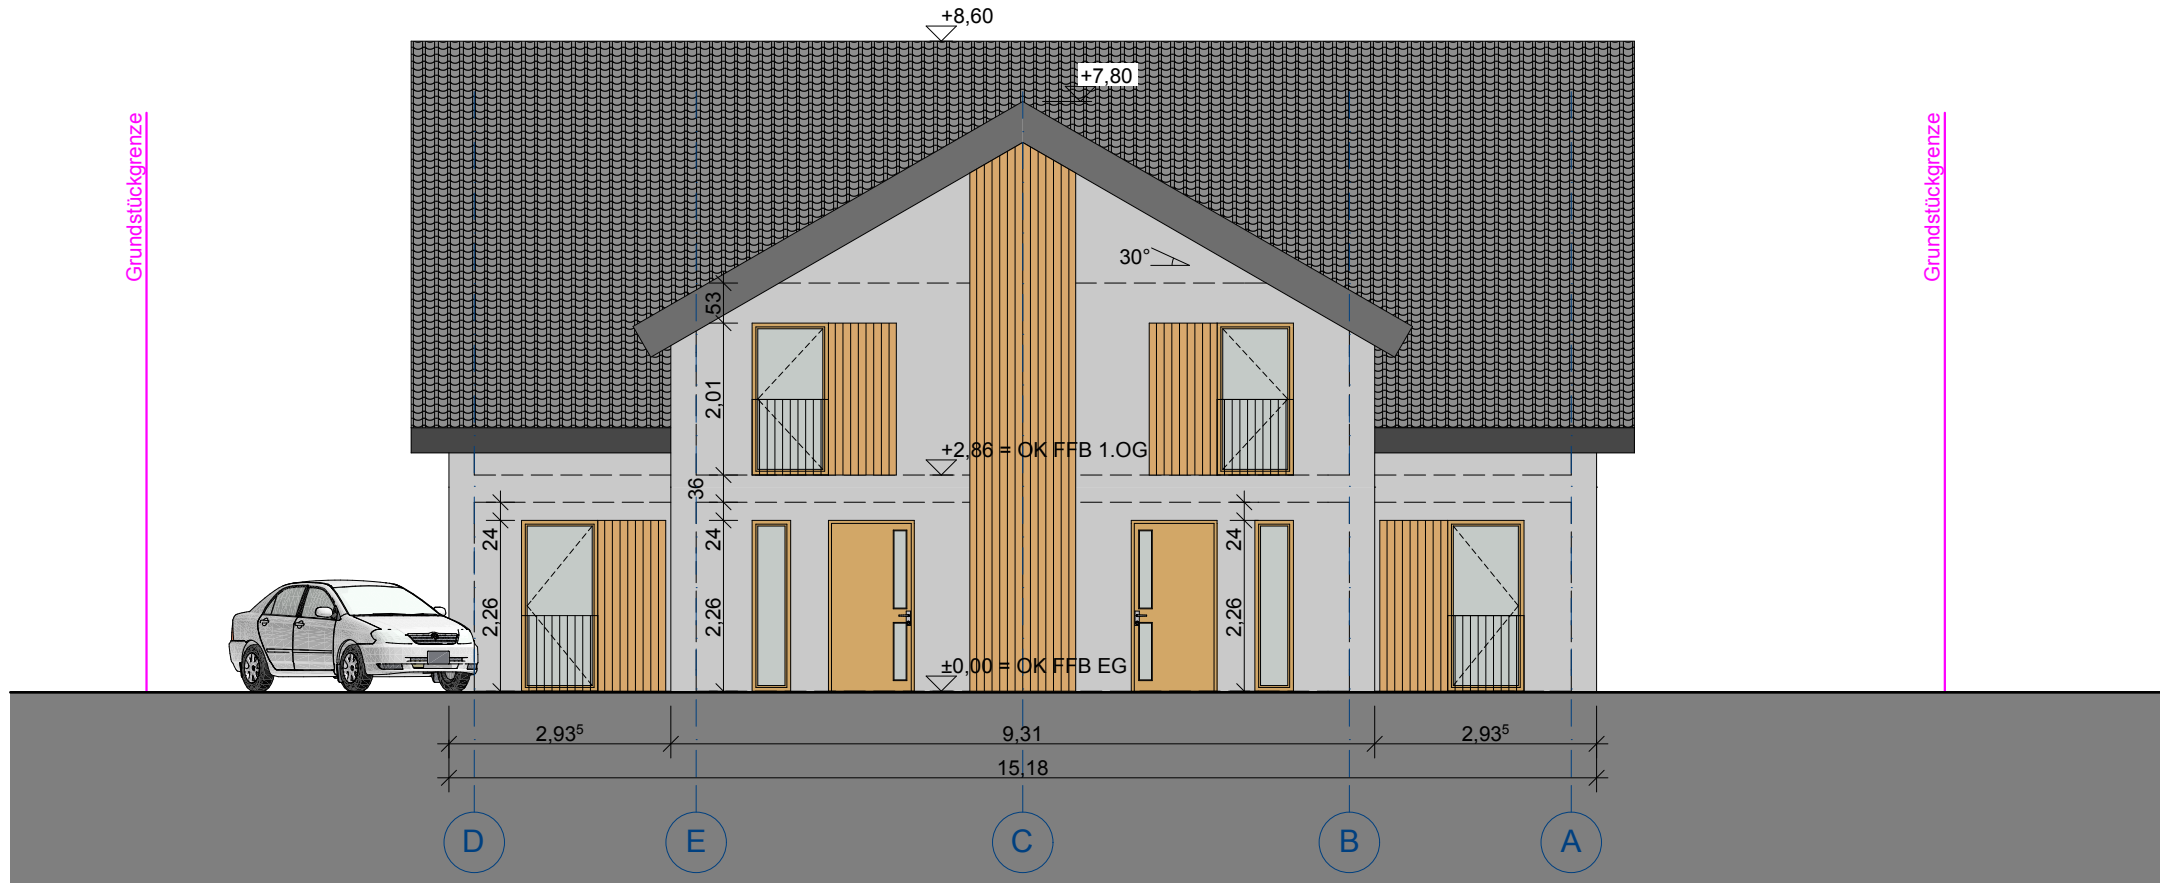 +8,60
+7,80
Grundstückgrenze
Grundstückgrenze
30°
53
2,01
+2,86 = OK FFB 1.OG
36
24
24
24
2,26
2,26
2,26
±0,00 = OK FFB EG
2,93⁵
9,31
2,93⁵
15,18
D
E
C
B
A